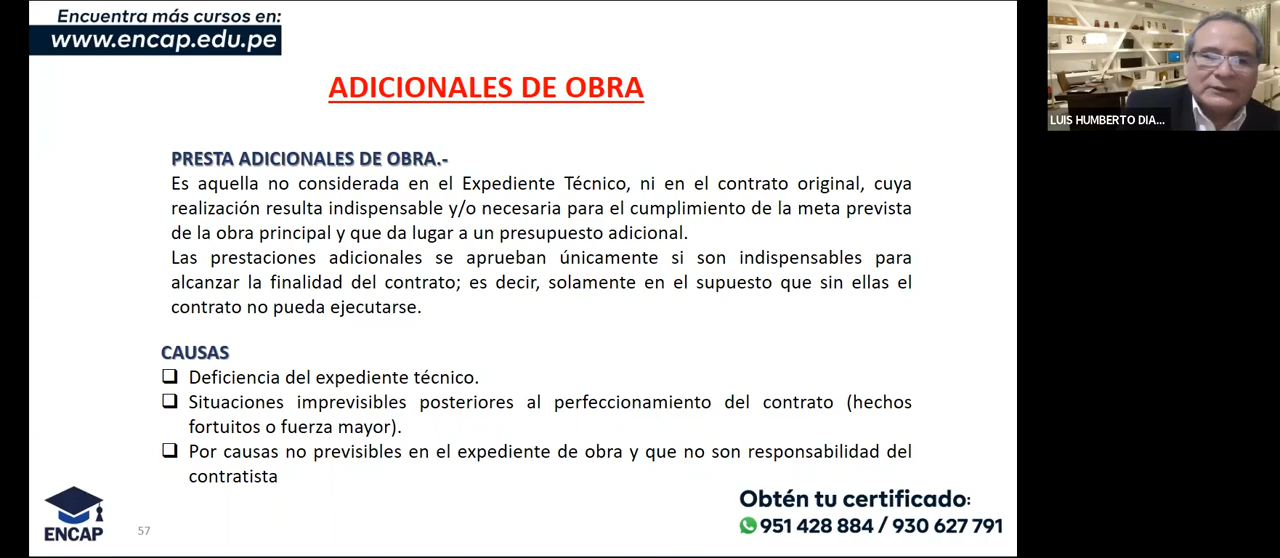 Encuentra más cursos en:
www.encap.edu.pe
LUIS HUMBERTO DIA...
ADICIONALES DE OBRA
PRESTA ADICIONALES DE OBRA.-
Es aquella no considerada en el Expediente Técnico, ni en el contrato original, cuya
realización resulta indispensable y/o necesaria para el cumplimiento de la meta prevista
de la obra principal y que da lugar a un presupuesto adicional.
Las prestaciones adicionales se aprueban únicamente si son indispensables para
alcanzar la finalidad del contrato; es decir, solamente en el supuesto que sin ellas el
contrato no pueda ejecutarse.
CAUSAS
❑ Deficiencia del expediente técnico.
❑ Situaciones imprevisibles posteriores al perfeccionamiento del contrato (hechos
fortuitos o fuerza mayor).
❑ Por causas no previsibles en el expediente de obra y que no son responsabilidad del
contratista
ENCAP
57
Obtén tu certificado:
951 428 884 / 930 627 791